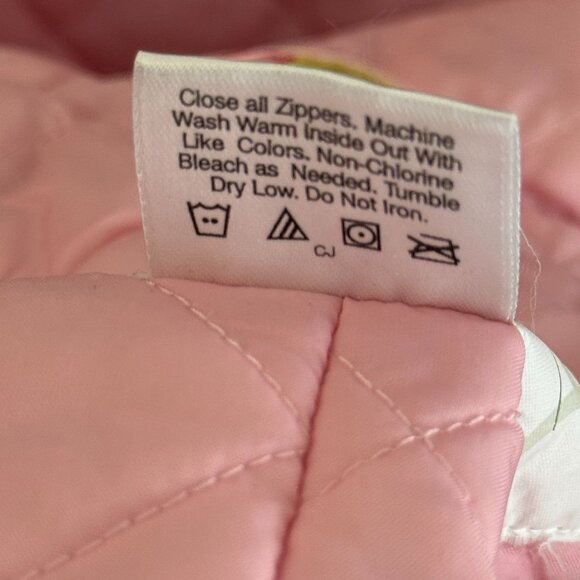 Close all Zippers. Machine
Wash Warm Inside Out With
Like Colors. Non-Chlorine
Bleach as Needed. Tumble
Dry Low. Do Not Iron.
CJ